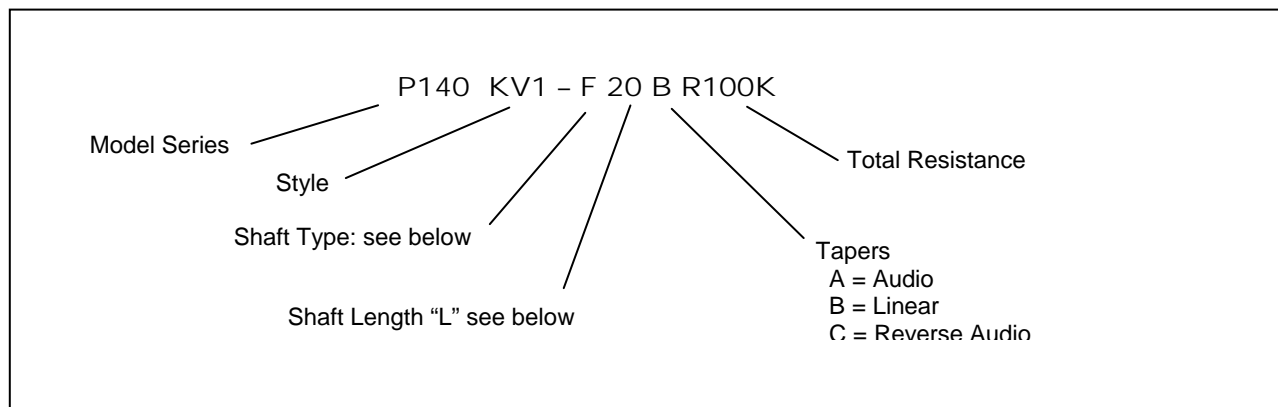 P140 KV1 – F 20 B R100K
Model Series
Total Resistance
Style
Shaft Type: see below
Tapers
A = Audio
B = Linear
C = Reverse Audio
Shaft Length “L” see below